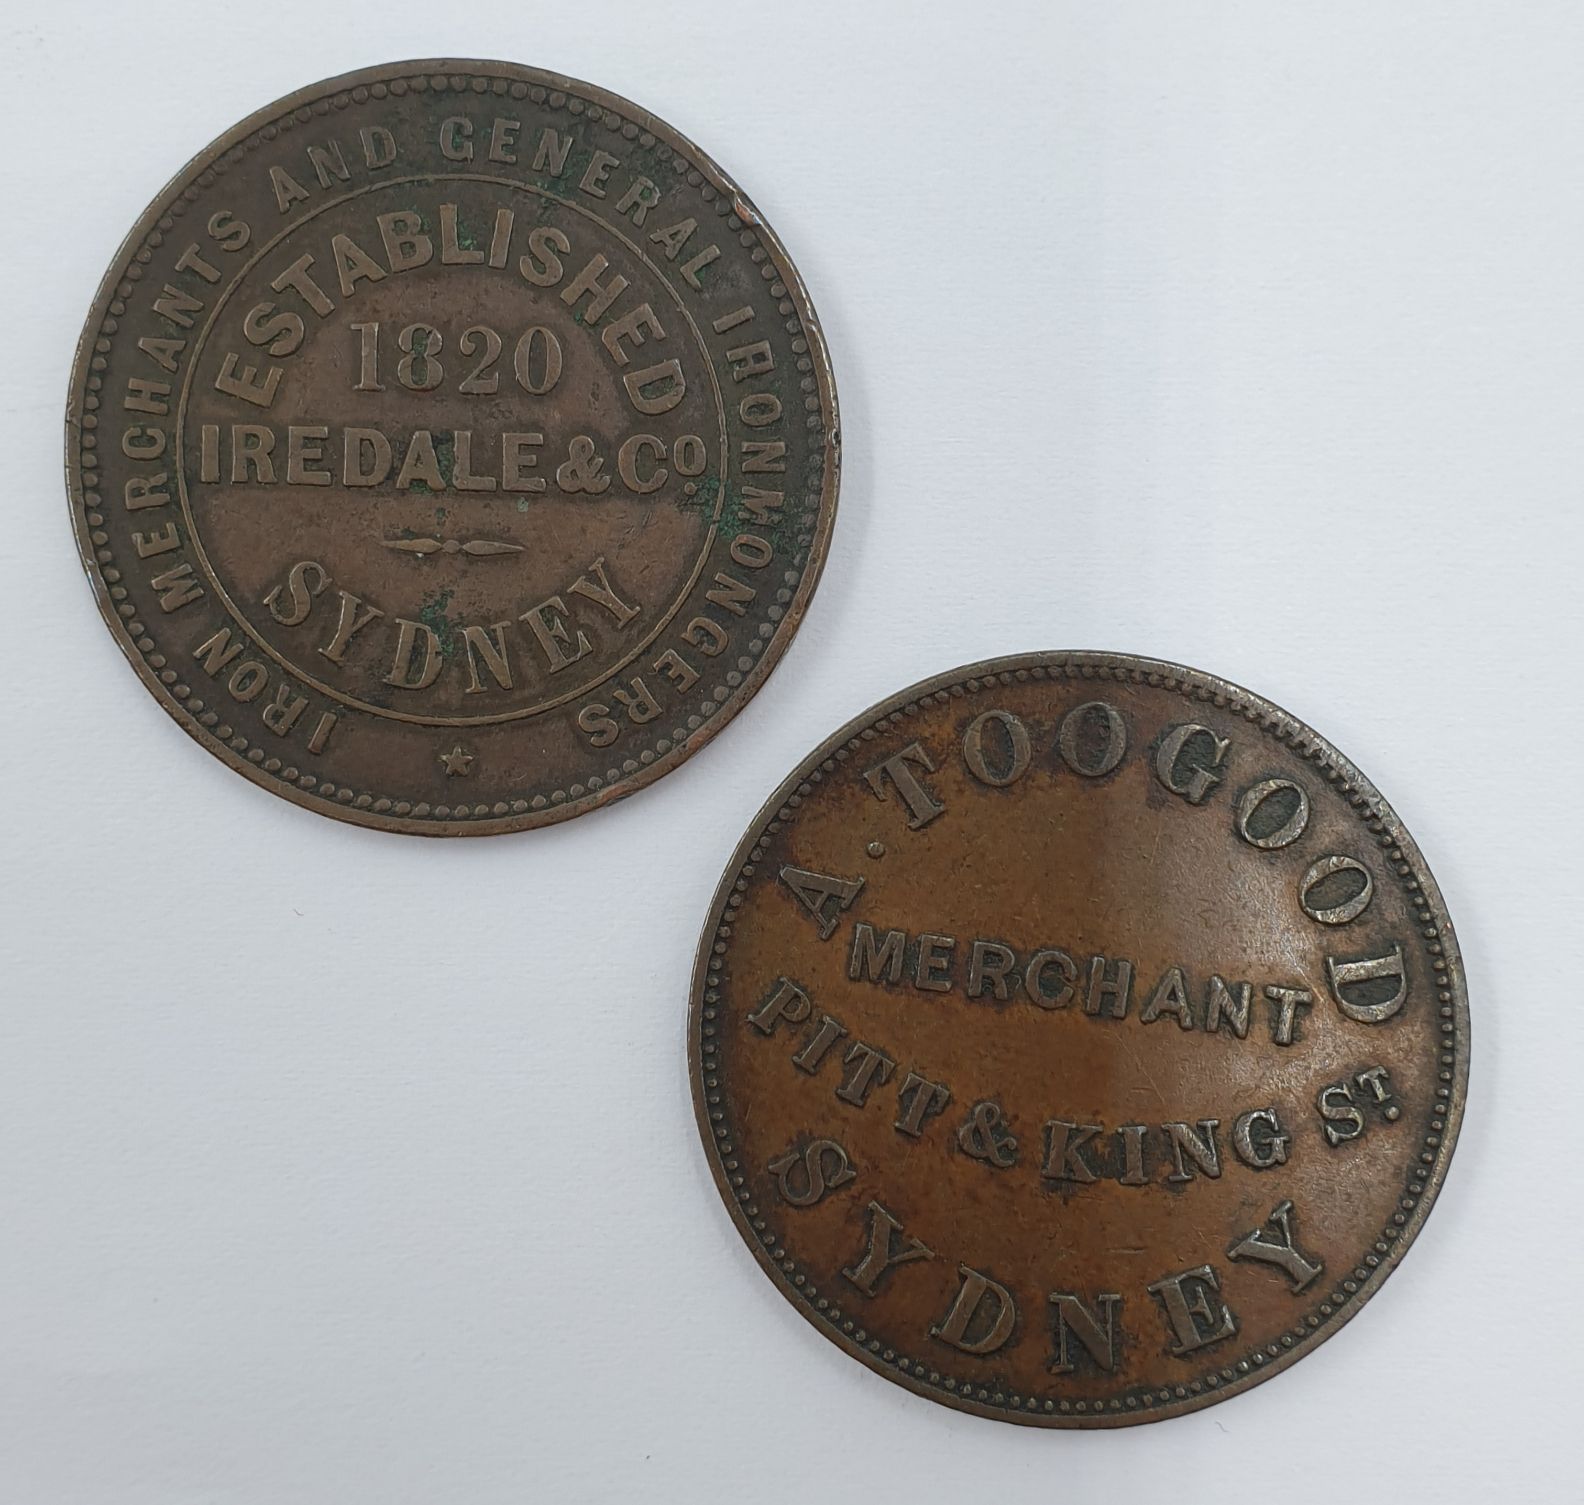 IRON MERCHANTS AND GENERAL IRONMONGERS
ESTABLISHED
1820
IREDALE & Co.
SYDNEY
A. TOOGOOD
MERCHANT
PITT & KING ST.
SYDNEY